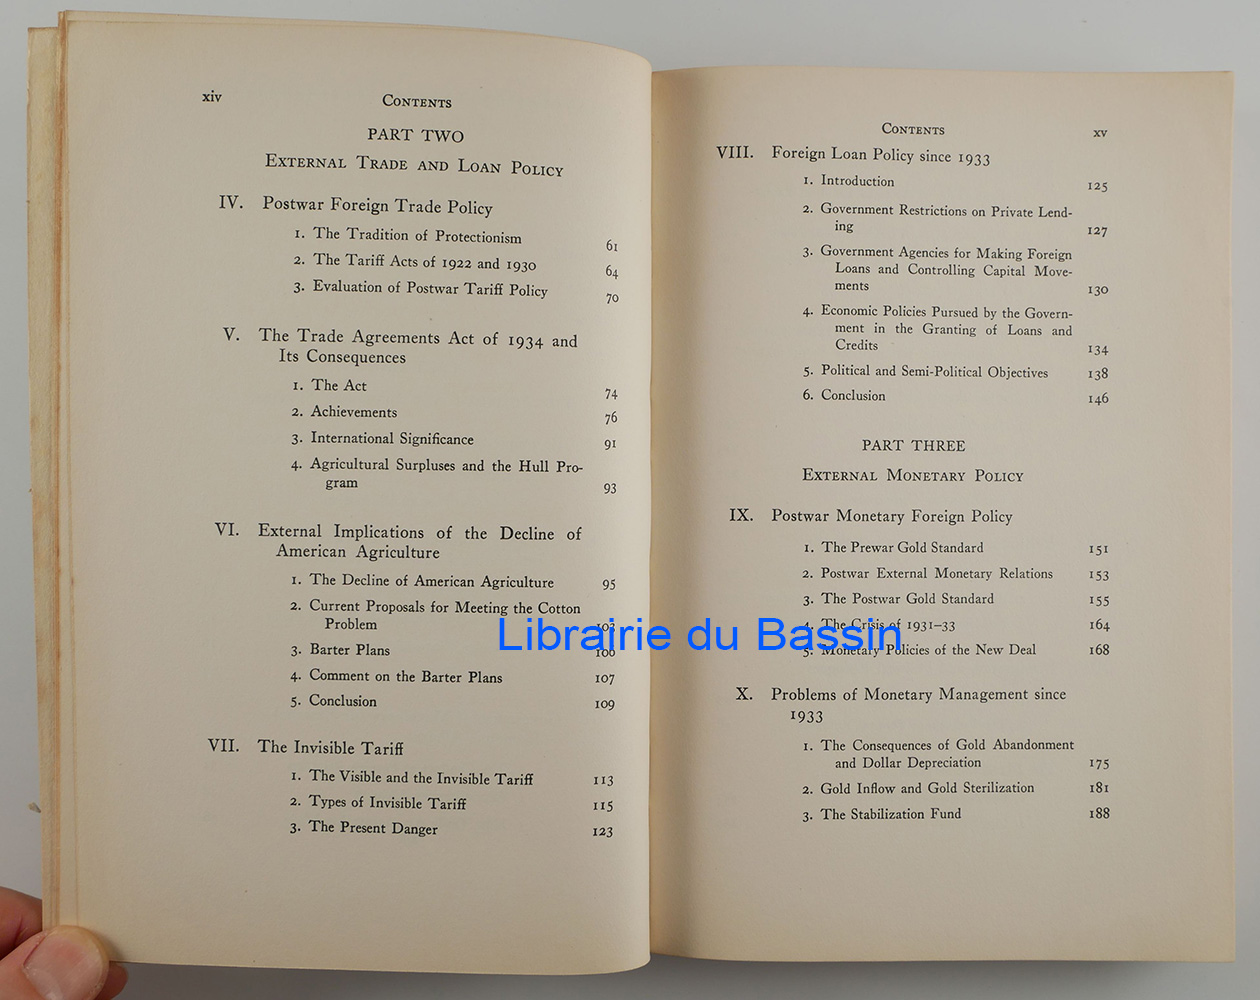 xiv
CONTENTS
PART TWO
EXTERNAL TRADE AND LOAN POLICY
IV. Postwar Foreign Trade Policy
1. The Tradition of Protectionism 61
2. The Tariff Acts of 1922 and 1930 64
3. Evaluation of Postwar Tariff Policy 70
V. The Trade Agreements Act of 1934 and
Its Consequences
1. The Act 74
2. Achievements 76
3. International Significance 91
4. Agricultural Surpluses and the Hull Pro-
gram 93
VI. External Implications of the Decline of
American Agriculture
1. The Decline of American Agriculture 95
2. Current Proposals for Meeting the Cotton
Problem 103
3. Barter Plans
4. Comment on the Barter Plans 107
5. Conclusion 109
VII. The Invisible Tariff
1. The Visible and the Invisible Tariff 113
2. Types of Invisible Tariff 115
3. The Present Danger 123
CONTENTS
xv
VIII. Foreign Loan Policy since 1933
1. Introduction 125
2. Government Restrictions on Private Lend-
ing 127
3. Government Agencies for Making Foreign
Loans and Controlling Capital Move-
ments 130
4. Economic Policies Pursued by the Govern-
ment in the Granting of Loans and
Credits 134
5. Political and Semi-Political Objectives 138
6. Conclusion 146
PART THREE
EXTERNAL MONETARY POLICY
IX. Postwar Monetary Foreign Policy
1. The Prewar Gold Standard 151
2. Postwar External Monetary Relations 153
3. The Postwar Gold Standard 155
4. The Crisis of 1931–33 164
5. Monetary Policies of the New Deal 168
X. Problems of Monetary Management since
1933
1. The Consequences of Gold Abandonment
and Dollar Depreciation 175
2. Gold Inflow and Gold Sterilization 181
3. The Stabilization Fund 188
Librairie du Bassin